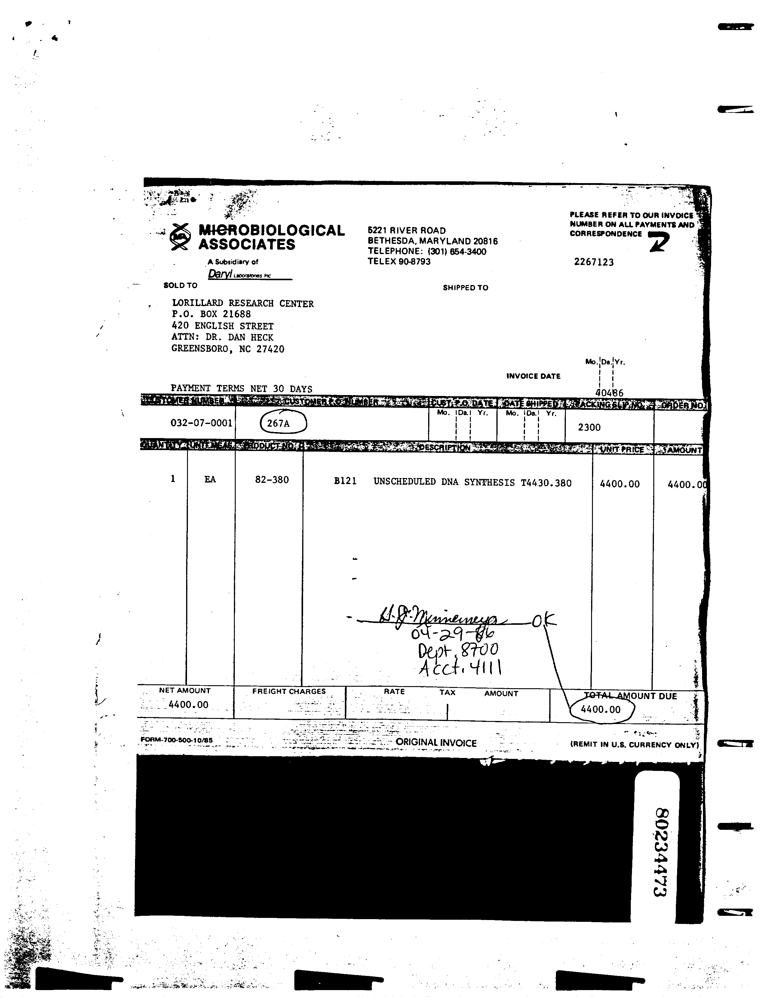 MICROBIOLOGICAL
ASSOCIATES
A Subsidiary of
Daryl Laboratories Inc
5221 RIVER ROAD
BETHESDA, MARYLAND 20816
TELEPHONE: (301) 654-3400
TELEX 90-8793
PLEASE REFER TO OUR INVOICE
NUMBER ON ALL PAYMENTS AND
CORRESPONDENCE
2267123
SOLD TO
SHIPPED TO
LORILLARD RESEARCH CENTER
P.O. BOX 21688
420 ENGLISH STREET
ATTN: DR. DAN HECK
GREENSBORO, NC 27420
INVOICE DATE
Mo. Da. Yr.
40486
PAYMENT TERMS NET 30 DAYS
CUSTOMER NUMBER CUSTOMER P.O. NUMBER CUST. P.O. DATE DATE SHIPPED PACKING SLIP NO. ORDER NO.
Mo. Da. Yr. Mo. Da. Yr.
032-07-0001 267A 2300
QUANTITY UNIT MEAS. PRODUCT NO. DESCRIPTION UNIT PRICE AMOUNT
1 EA 82-380 B121 UNSCHEDULED DNA SYNTHESIS T4430.380 4400.00 4400.00
H. J. Minnemeyer OK
04-29-86
Dept. 8700
Acct. 4111
NET AMOUNT FREIGHT CHARGES RATE TAX AMOUNT TOTAL AMOUNT DUE
4400.00 4400.00
FORM-700-500-10/85 ORIGINAL INVOICE (REMIT IN U.S. CURRENCY ONLY)
80234473